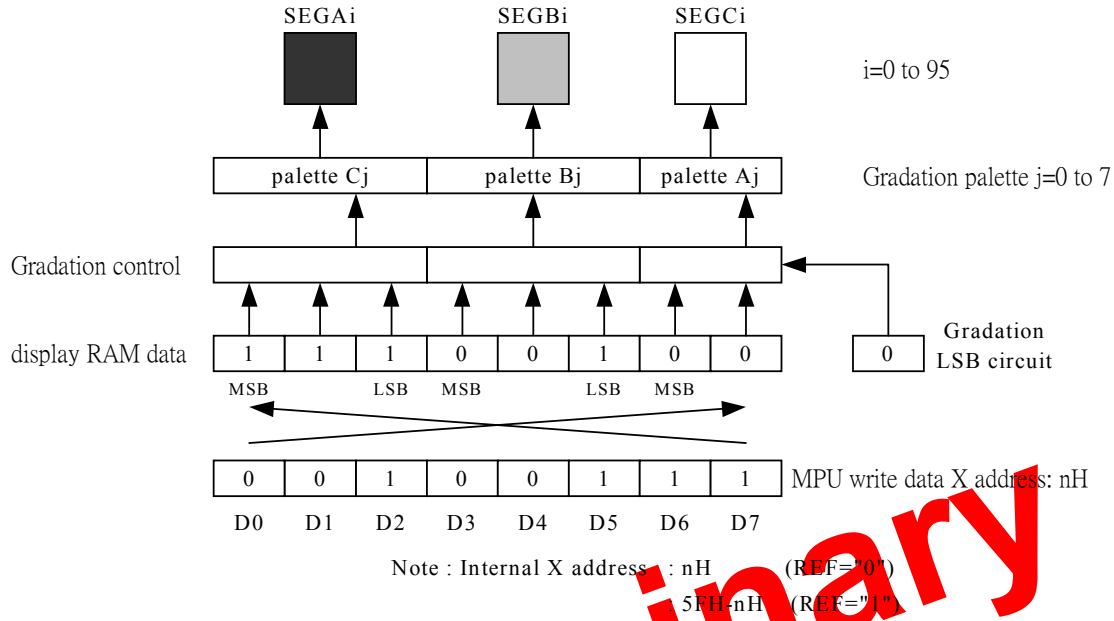 SEGAi SEGBi SEGCi
i=0 to 95
palette Cj palette Bj palette Aj Gradation palette j=0 to 7
Gradation control
display RAM data 1 1 1 0 0 1 0 0 0 Gradation
LSB circuit
MSB LSB MSB LSB MSB
0 0 1 0 0 1 1 1 MPU write data X address: nH
D0 D1 D2 D3 D4 D5 D6 D7
Note : Internal X address : nH (REF="0")
: 5FH-nH (REF="1")
inary